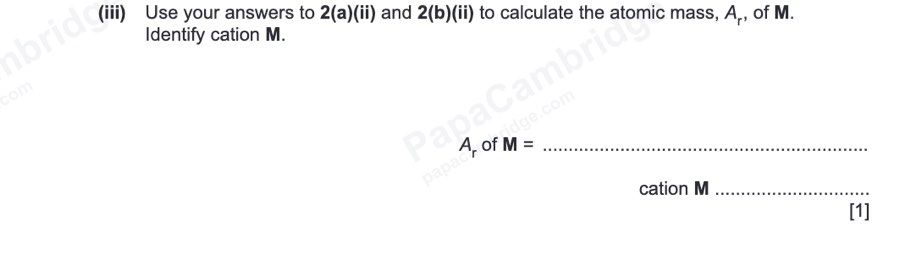 (iii) Use your answers to 2(a)(ii) and 2(b)(ii) to calculate the atomic mass, Ar, of M.
Identify cation M.
PapaCambridge
Ar of M = ..............................................................
cation M ..............................
[1]